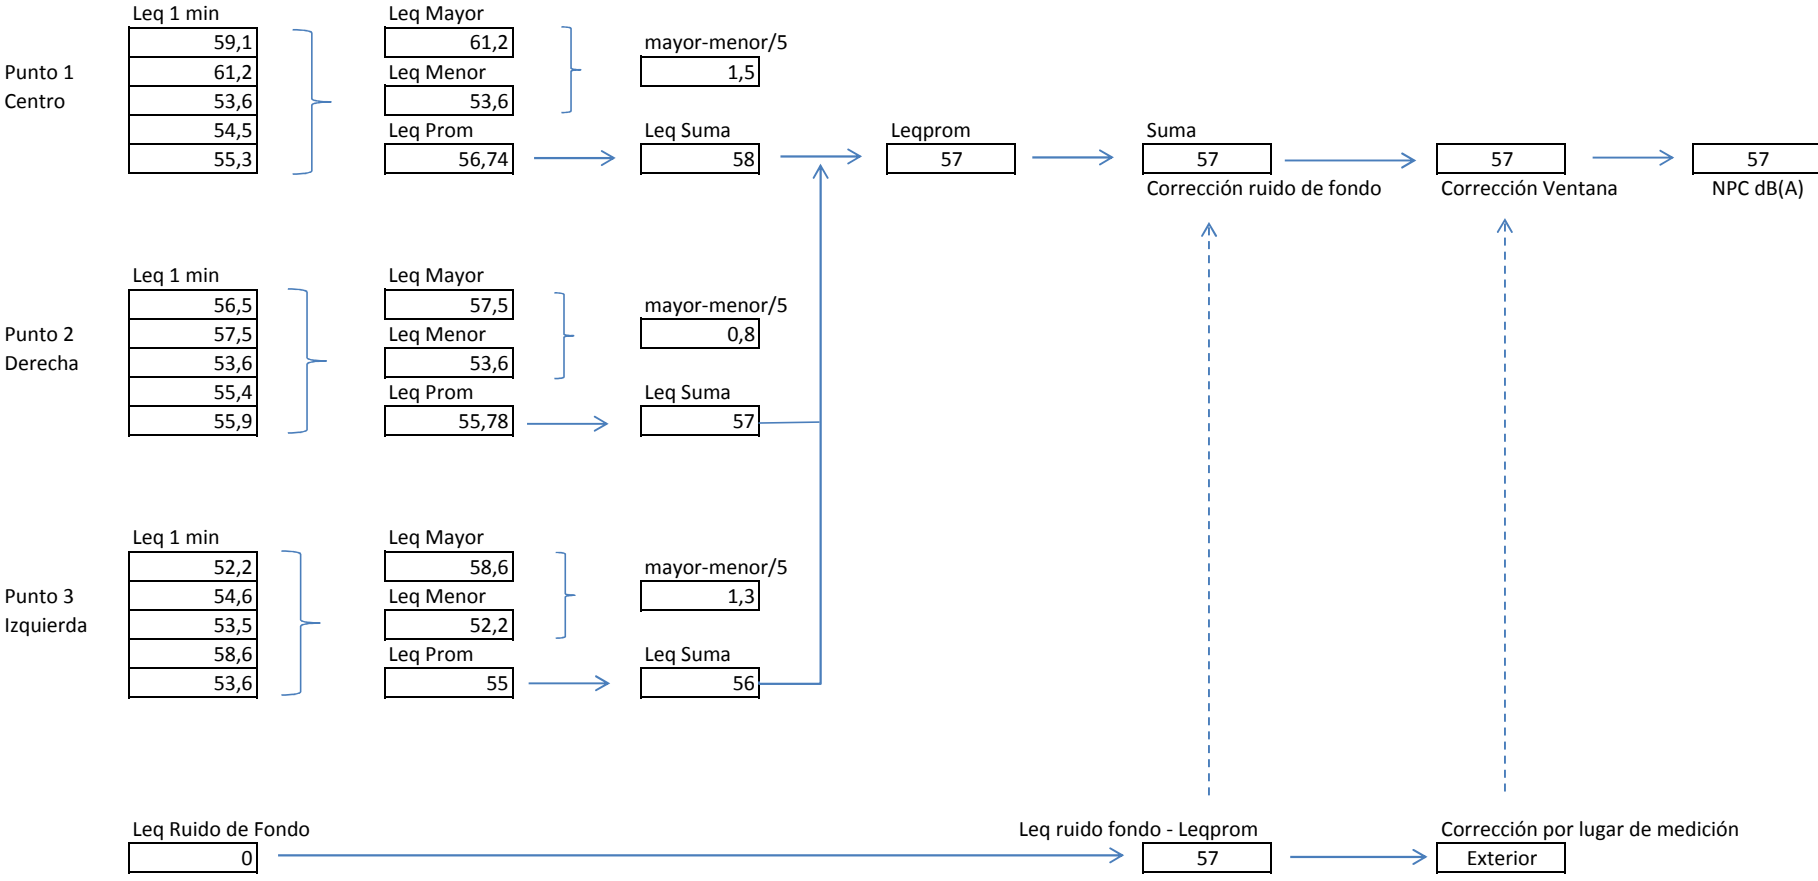 Leq 1 min Leq Mayor
59,1 61,2 mayor-menor/5
Punto 1 61,2 Leq Menor 1,5
Centro 53,6 53,6
54,5 Leq Prom Leq Suma Leqprom Suma
55,3 56,74 58 57 57 57 57
Corrección ruido de fondo Corrección Ventana NPC dB(A)
Leq 1 min Leq Mayor
56,5 57,5 mayor-menor/5
Punto 2 57,5 Leq Menor 0,8
Derecha 53,6 53,6
55,4 Leq Prom Leq Suma
55,9 55,78 57
Leq 1 min Leq Mayor
52,2 58,6 mayor-menor/5
Punto 3 54,6 Leq Menor 1,3
Izquierda 53,5 52,2
58,6 Leq Prom Leq Suma
53,6 55 56
Leq Ruido de Fondo Leq ruido fondo - Leqprom Corrección por lugar de medición
0 57 Exterior